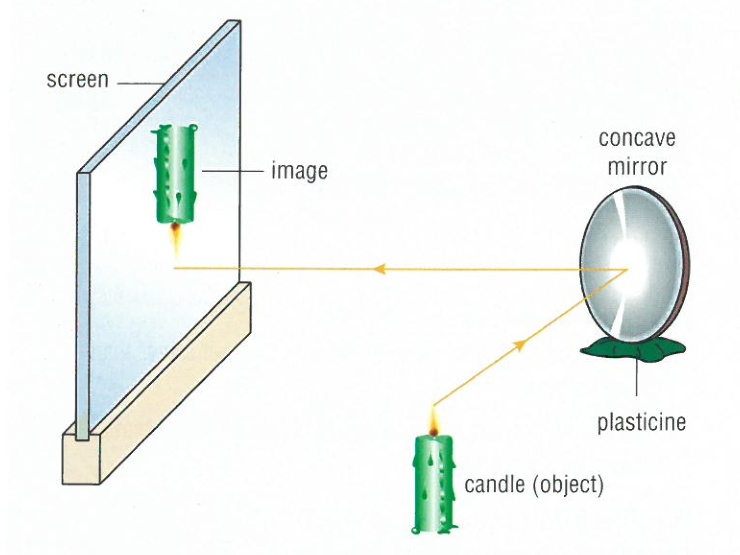 screen
image
concave
mirror
plasticine
candle (object)